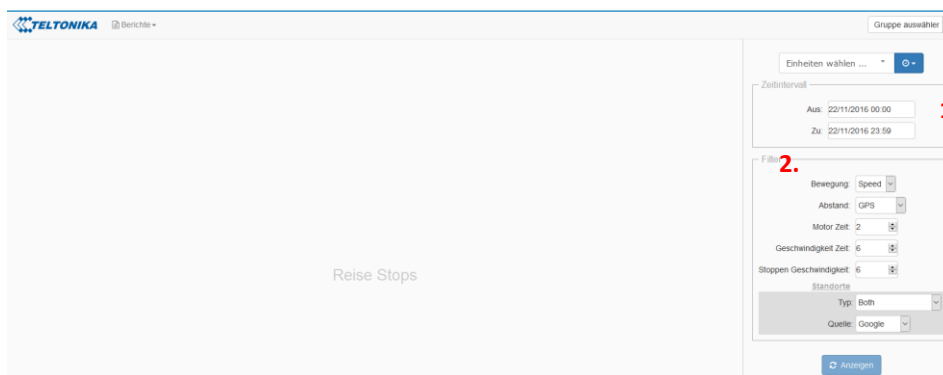 TELTONIKA Berichte Gruppe auswähler
Einheiten wählen ...
Zeitintervall
Aus: 22/11/2016 00:00
Zu: 22/11/2016 23:59
Filter 2.
Bewegung: Speed
Abstand: GPS
Motor Zeit: 2
Geschwindigkeit Zeit: 6
Stoppen Geschwindigkeit: 6
Reise Stops
Standorte
Typ: Both
Quelle: Google
Anzeigen